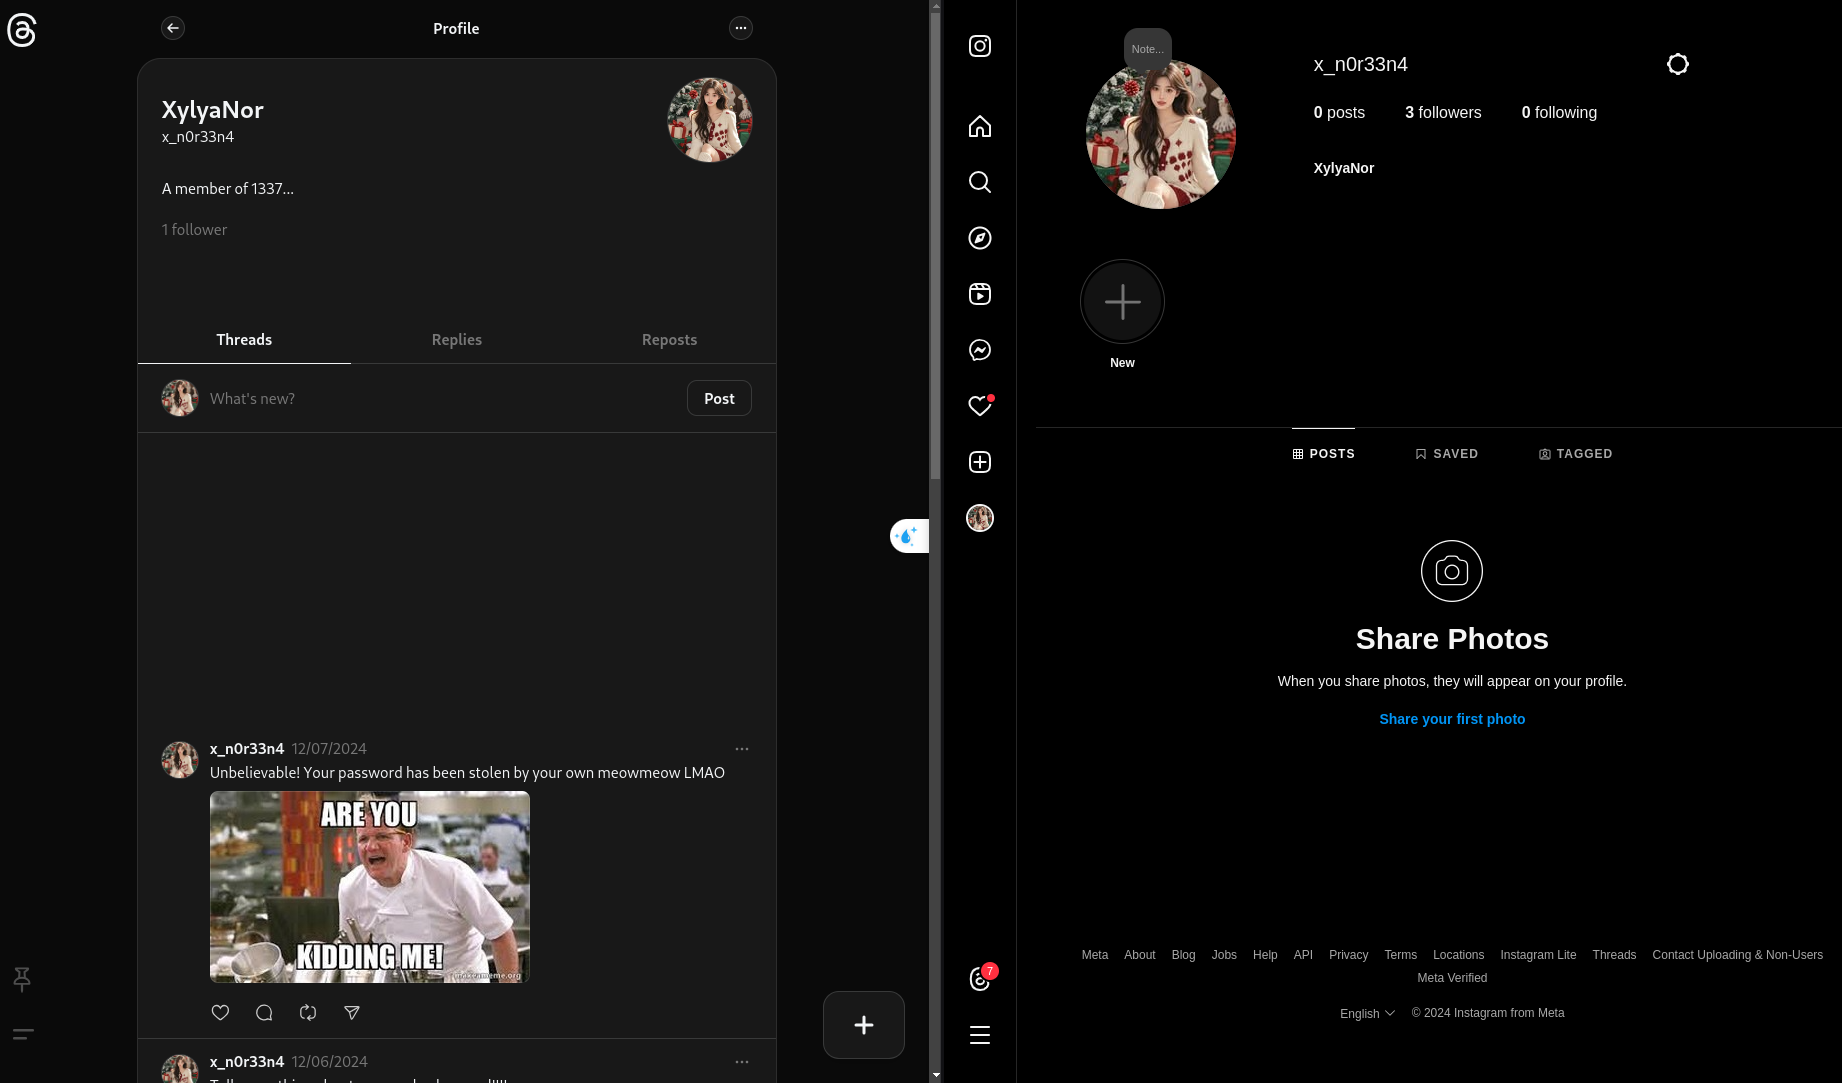 Profile
XylyaNor
x_n0r33n4
A member of 1337...
1 follower
Threads Replies Reposts
What's new? Post
x_n0r33n4 12/07/2024
Unbelievable! Your password has been stolen by your own meowmeow LMAO
ARE YOU
KIDDING ME!
makeameme.org
x_n0r33n4 12/06/2024
Note...
x_n0r33n4
0 posts 3 followers 0 following
XylyaNor
New
POSTS SAVED TAGGED
Share Photos
When you share photos, they will appear on your profile.
Share your first photo
7
Meta About Blog Jobs Help API Privacy Terms Locations Instagram Lite Threads Contact Uploading & Non-Users
Meta Verified
English © 2024 Instagram from Meta